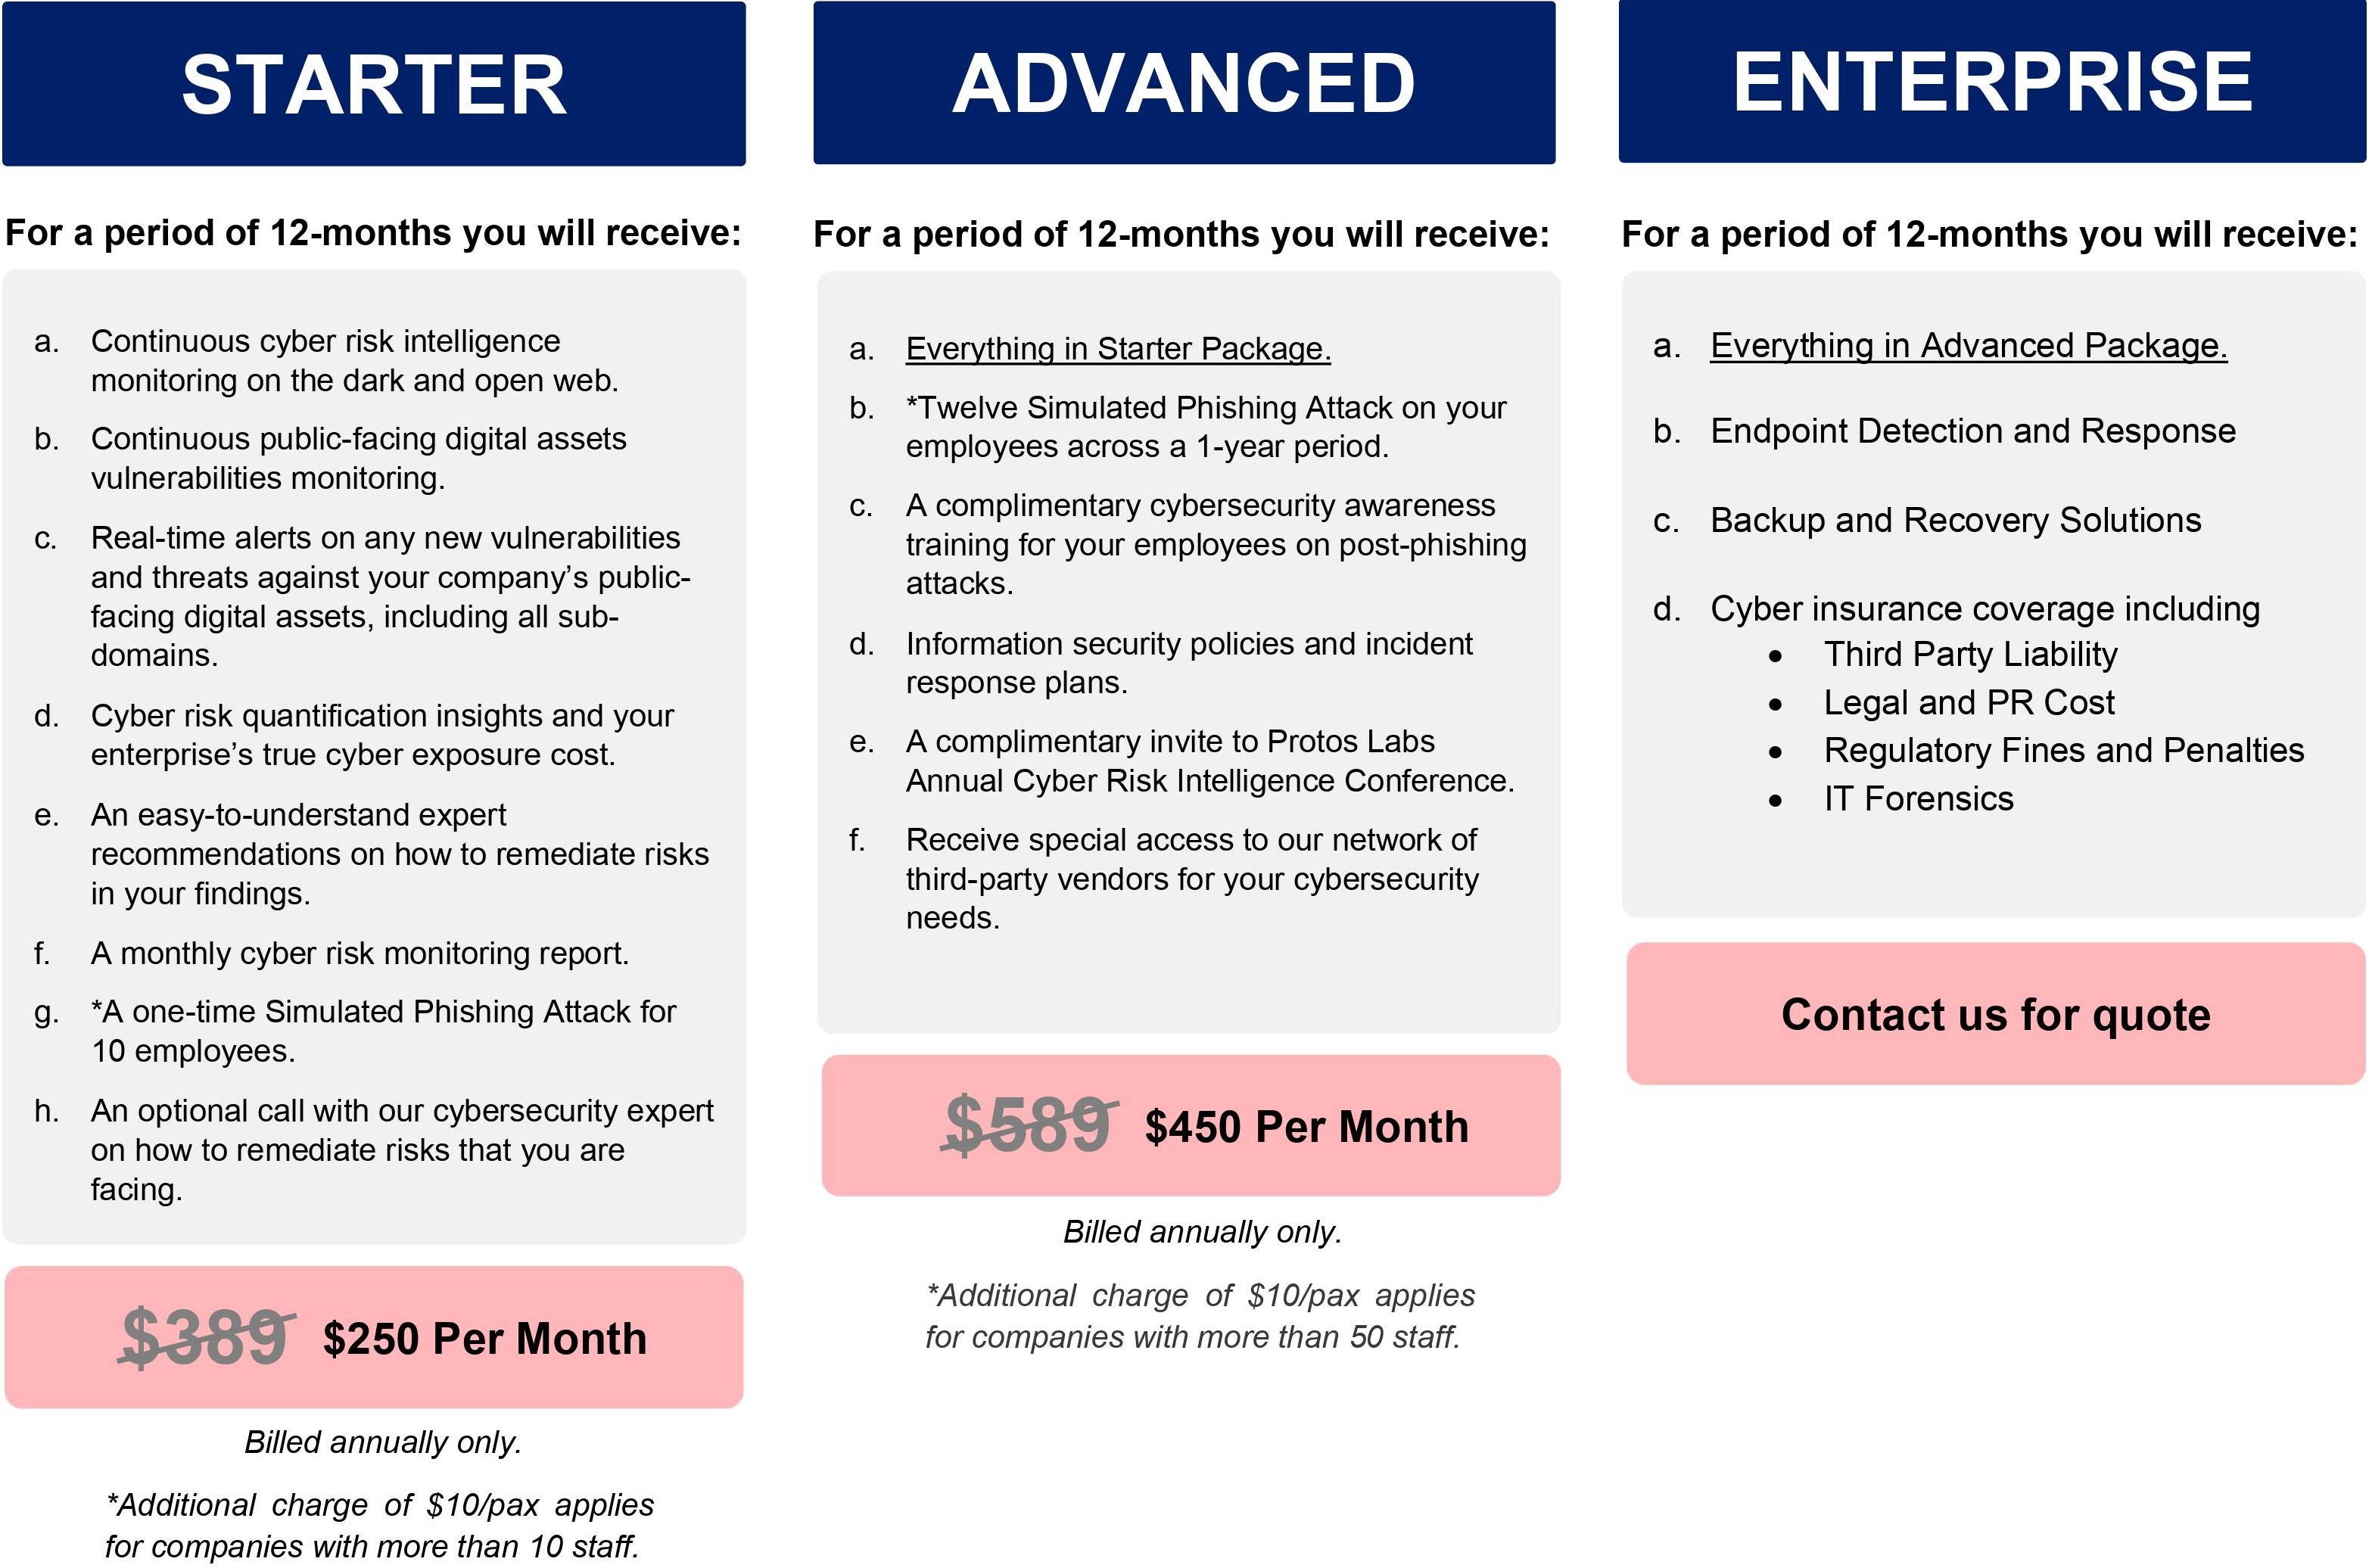 STARTER
For a period of 12-months you will receive:
a. Continuous cyber risk intelligence
monitoring on the dark and open web.
b. Continuous public-facing digital assets
vulnerabilities monitoring.
c. Real-time alerts on any new vulnerabilities
and threats against your company’s public-
facing digital assets, including all sub-
domains.
d. Cyber risk quantification insights and your
enterprise’s true cyber exposure cost.
e. An easy-to-understand expert
recommendations on how to remediate risks
in your findings.
f. A monthly cyber risk monitoring report.
g. *A one-time Simulated Phishing Attack for
10 employees.
h. An optional call with our cybersecurity expert
on how to remediate risks that you are
facing.
$389 $250 Per Month
Billed annually only.
*Additional charge of $10/pax applies
for companies with more than 10 staff.
ADVANCED
For a period of 12-months you will receive:
a. Everything in Starter Package.
b. *Twelve Simulated Phishing Attack on your
employees across a 1-year period.
c. A complimentary cybersecurity awareness
training for your employees on post-phishing
attacks.
d. Information security policies and incident
response plans.
e. A complimentary invite to Protos Labs
Annual Cyber Risk Intelligence Conference.
f. Receive special access to our network of
third-party vendors for your cybersecurity
needs.
$589 $450 Per Month
Billed annually only.
*Additional charge of $10/pax applies
for companies with more than 50 staff.
ENTERPRISE
For a period of 12-months you will receive:
a. Everything in Advanced Package.
b. Endpoint Detection and Response
c. Backup and Recovery Solutions
d. Cyber insurance coverage including
• Third Party Liability
• Legal and PR Cost
• Regulatory Fines and Penalties
• IT Forensics
Contact us for quote